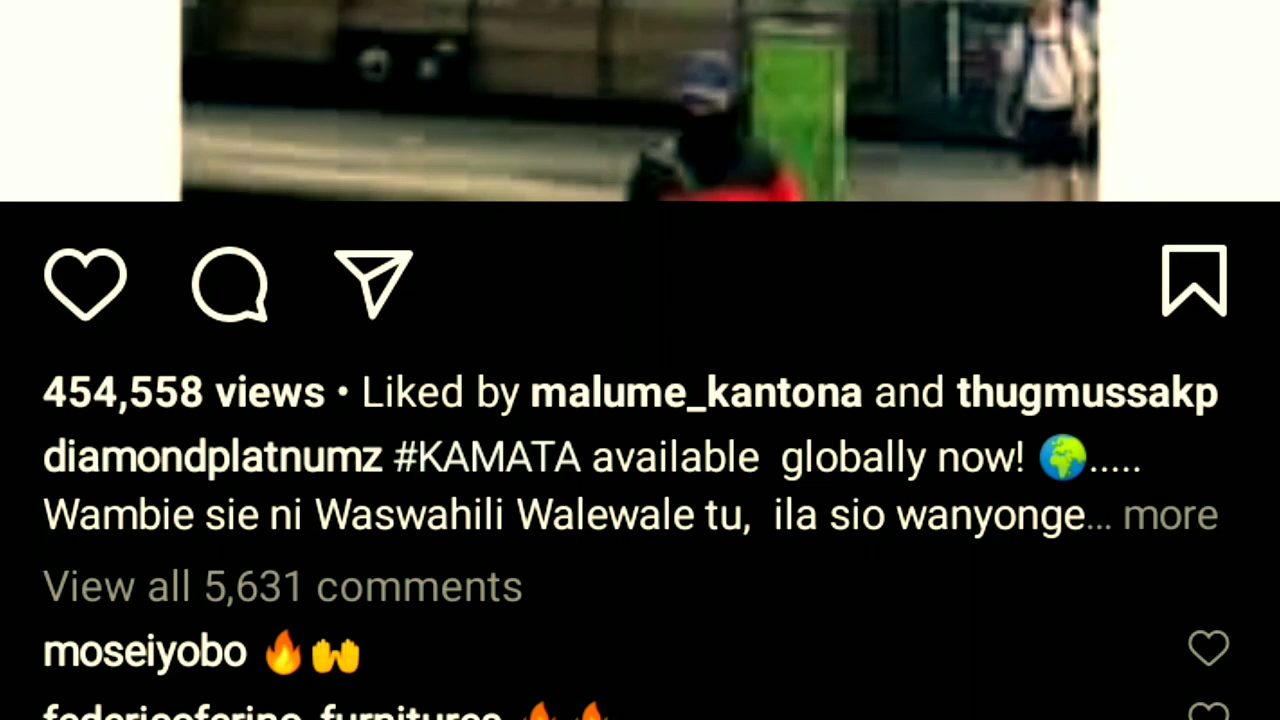 454,558 views • Liked by malume_kantona and thugmussakp
diamondplatnumz #KAMATA available globally now! 🌍.....
Wambie sie ni Waswahili Walewale tu, ila sio wanyonge... more
View all 5,631 comments
moseiyobo 🔥🙌